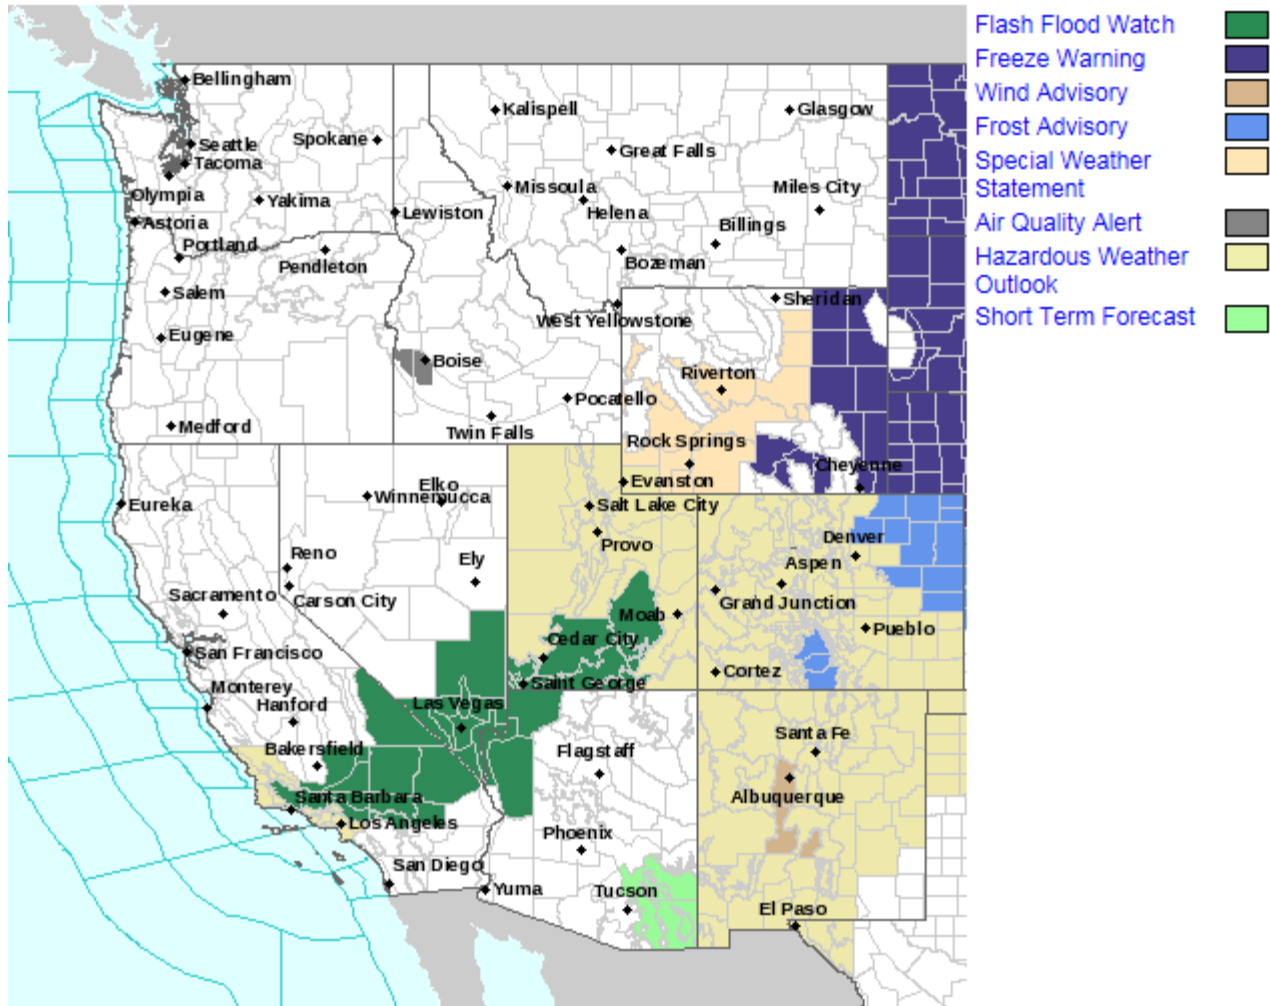 Flash Flood Watch
Freeze Warning
Wind Advisory
Frost Advisory
Special Weather
Statement
Air Quality Alert
Hazardous Weather
Outlook
Short Term Forecast
Bellingham
Kalispell
Glasgow
Seattle
Spokane
Great Falls
Tacoma
Missoula
Miles City
Olympia
Yakima
Lewiston
Helena
Astoria
Billings
Portland
Pendleton
Bozeman
Salem
Sheridan
West Yellowstone
Eugene
Boise
Riverton
Pocatello
Medford
Twin Falls
Rock Springs
Cheyenne
Evanston
Elko
Winnemucca
Eureka
Salt Lake City
Denver
Provo
Reno
Ely
Aspen
Sacramento
Carson City
Grand Junction
Moab
Pueblo
Cedar City
San Francisco
Cortez
Saint George
Monterey
Hanford
Las Vegas
Santa Fe
Bakersfield
Flagstaff
Santa Barbara
Albuquerque
Los Angeles
Phoenix
San Diego
Yuma
Tucson
El Paso